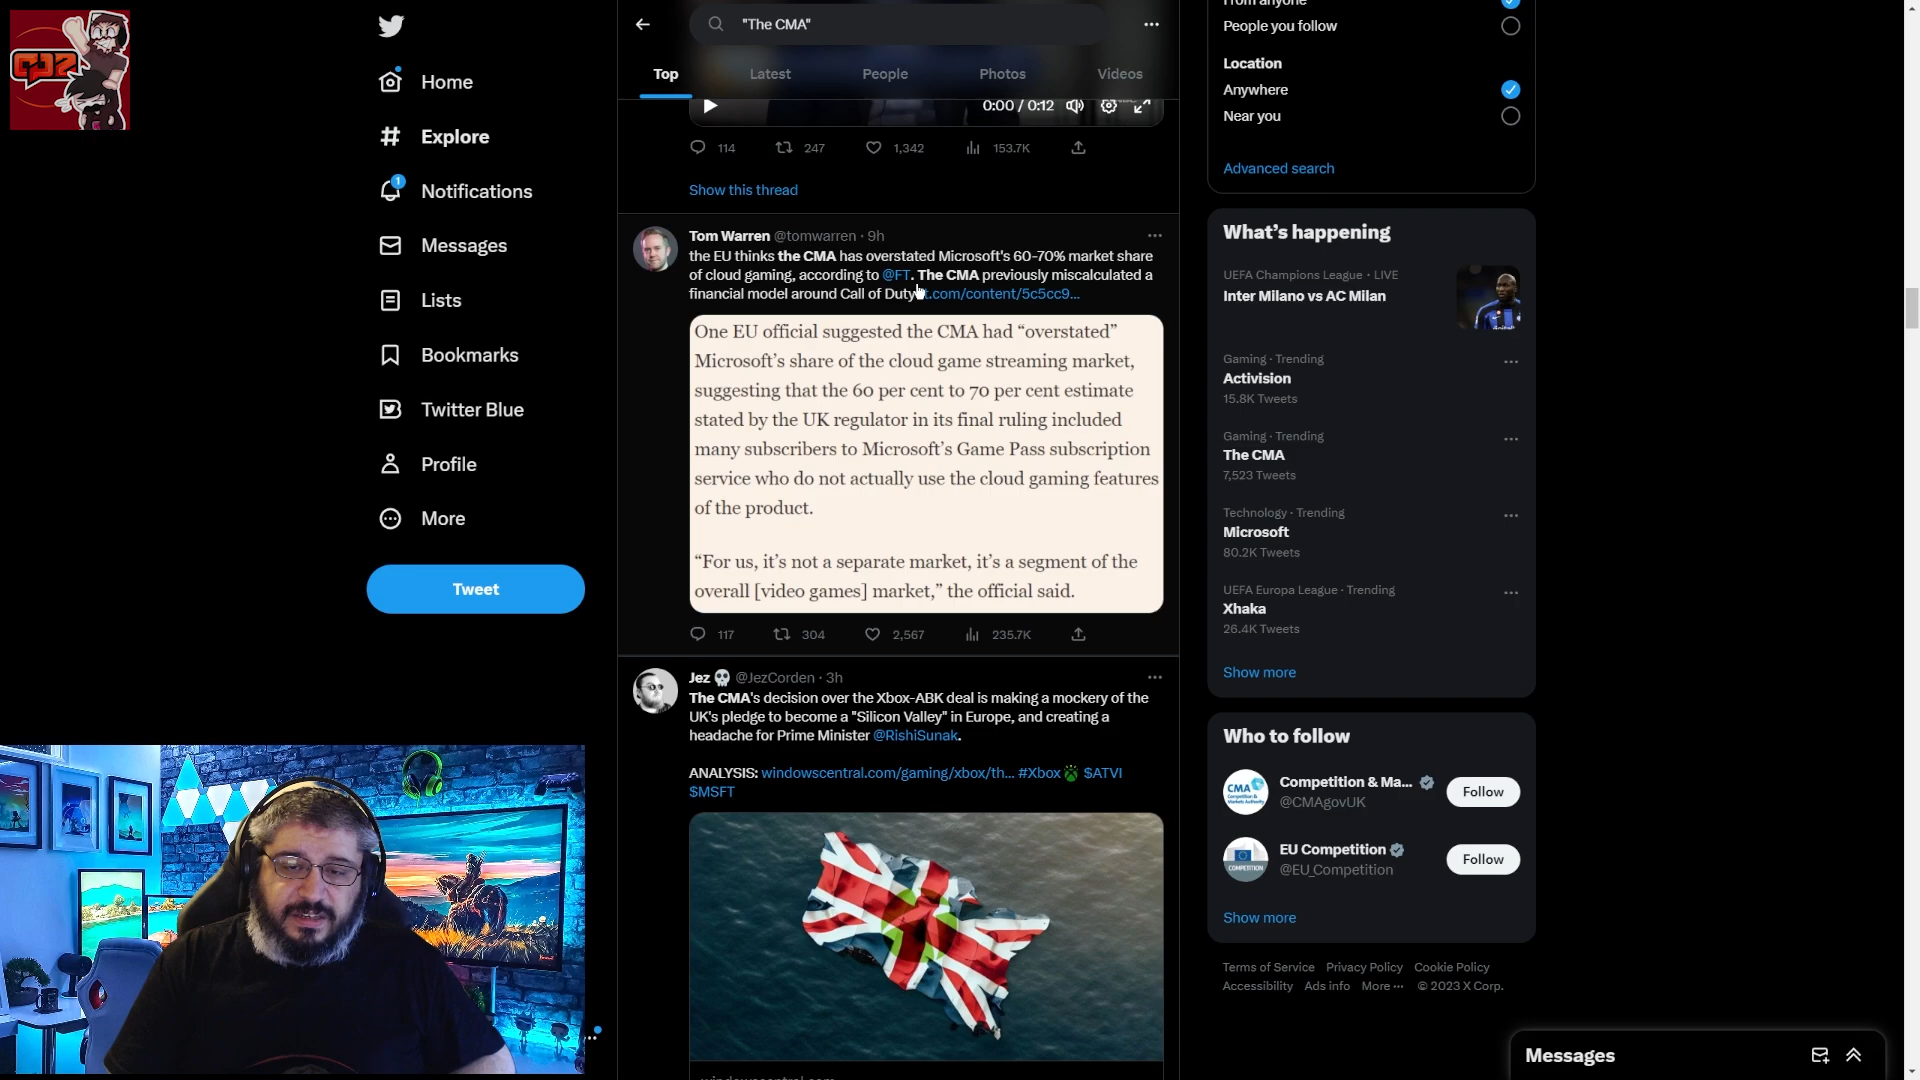 Home
Explore
1
Notifications
Messages
Lists
Bookmarks
Twitter Blue
Profile
More
Tweet
"The CMA"
Top
Latest
People
Photos
Videos
0:00 / 0:12
114
247
1,342
153.7K
Show this thread
Tom Warren @tomwarren · 9h
the EU thinks the CMA has overstated Microsoft's 60-70% market share
of cloud gaming, according to @FT. The CMA previously miscalculated a
financial model around Call of Duty t.com/content/5c5cc9...
One EU official suggested the CMA had “overstated”
Microsoft’s share of the cloud game streaming market,
suggesting that the 60 per cent to 70 per cent estimate
stated by the UK regulator in its final ruling included
many subscribers to Microsoft’s Game Pass subscription
service who do not actually use the cloud gaming features
of the product.
“For us, it’s not a separate market, it’s a segment of the
overall [video games] market,” the official said.
117
304
2,567
235.7K
Jez @JezCorden · 3h
The CMA's decision over the Xbox-ABK deal is making a mockery of the
UK's pledge to become a "Silicon Valley" in Europe, and creating a
headache for Prime Minister @RishiSunak.
ANALYSIS: windowscentral.com/gaming/xbox/th... #Xbox $ATVI
$MSFT
From anyone
People you follow
Location
Anywhere
Near you
Advanced search
What’s happening
UEFA Champions League · LIVE
Inter Milano vs AC Milan
Gaming · Trending
Activision
15.8K Tweets
Gaming · Trending
The CMA
7,523 Tweets
Technology · Trending
Microsoft
80.2K Tweets
UEFA Europa League · Trending
Xhaka
26.4K Tweets
Show more
Who to follow
CMA
Competition & Ma...
@CMAgovUK
Follow
EU Competition
@EU_Competition
Follow
Show more
Terms of Service Privacy Policy Cookie Policy
Accessibility Ads info More ··· © 2023 X Corp.
Messages